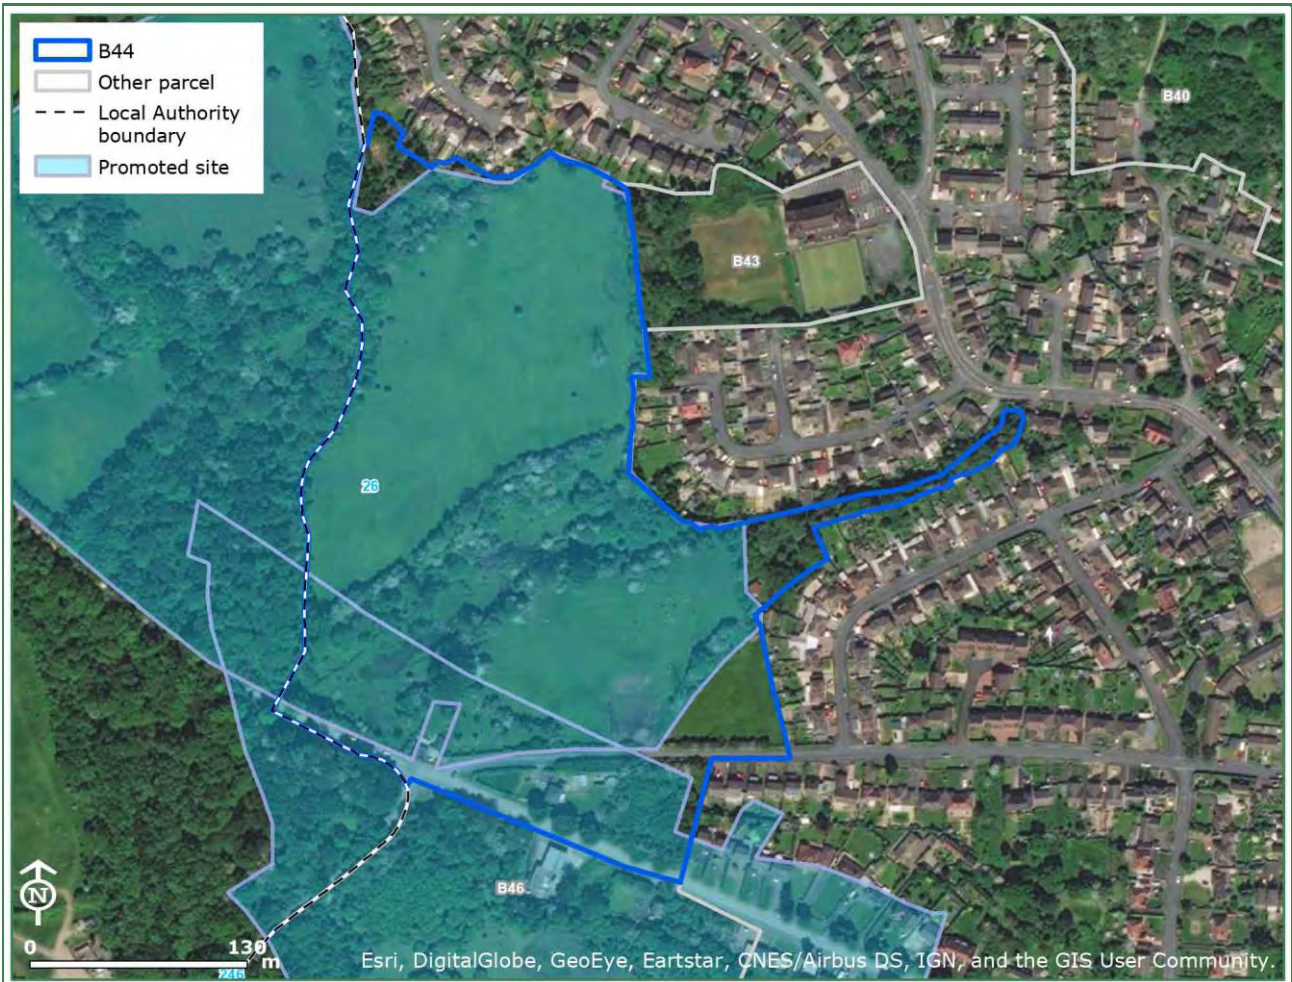 B44
Other parcel
Local Authority
boundary
Promoted site
B40
B43
26
B46
N
0 130 m
246
Esri, DigitalGlobe, GeoEye, Eartstar, CNES/Airbus DS, IGN, and the GIS User Community.